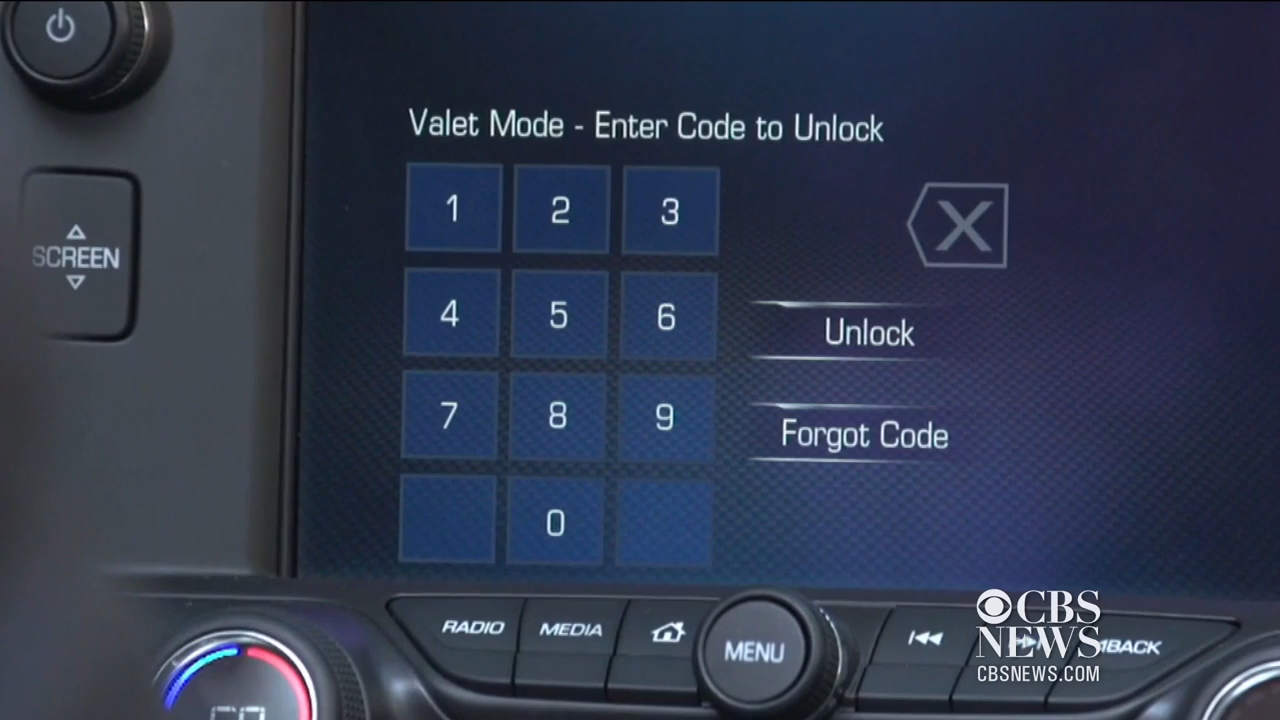 Valet Mode - Enter Code to Unlock
1 2 3
SCREEN
4 5 6
Unlock
7 8 9
Forgot Code
0
RADIO MEDIA MENU BACK
CBS
NEWS
CBSNEWS.COM